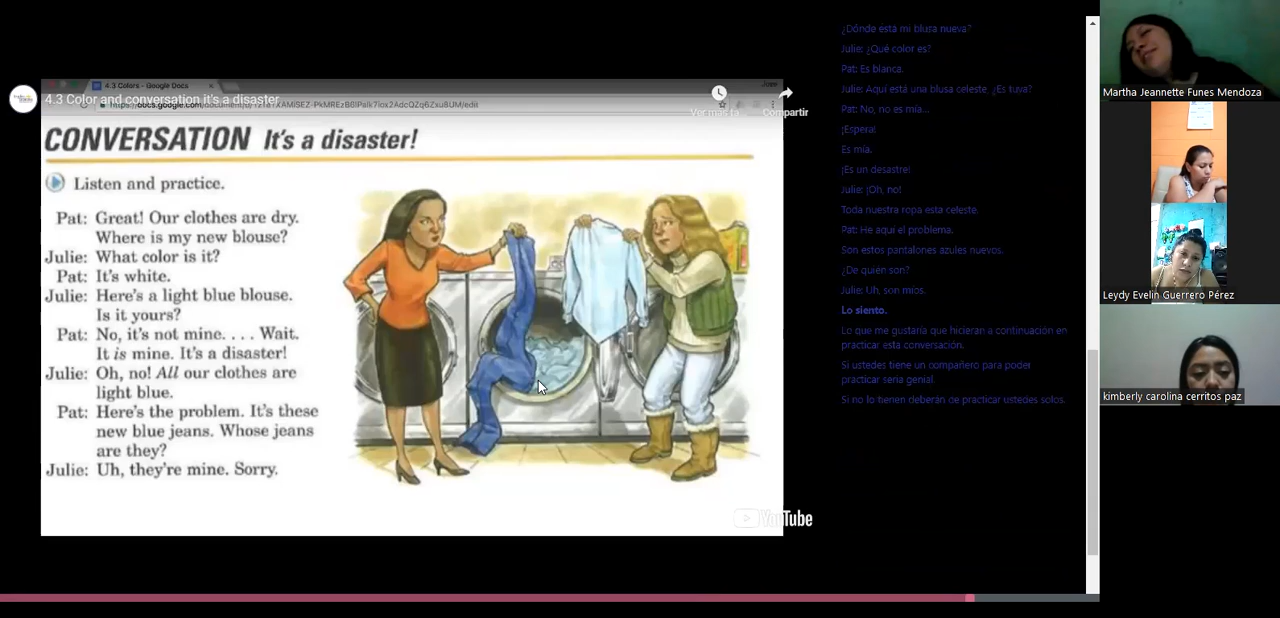 4.3 Colors - Google Docs
4.3 Color and conversation it's a disaster
Compartir
CONVERSATION It's a disaster!
Listen and practice.
Pat: Great! Our clothes are dry.
Where is my new blouse?
Julie: What color is it?
Pat: It's white.
Julie: Here's a light blue blouse.
Is it yours?
Pat: No, it's not mine. . . . Wait.
It is mine. It's a disaster!
Julie: Oh, no! All our clothes are
light blue.
Pat: Here's the problem. It's these
new blue jeans. Whose jeans
are they?
Julie: Uh, they're mine. Sorry.
YouTube
¿Dónde está mi blusa nueva?
Julie: ¿Qué color es?
Pat: Es blanca.
Julie: Aquí está una blusa celeste. ¿Es tuya?
Pat: No, no es mía...
¡Espera!
Es mía.
¡Es un desastre!
Julie: ¡Oh, no!
Toda nuestra ropa esta celeste.
Pat: He aquí el problema.
Son estos pantalones azules nuevos.
¿De quién son?
Julie: Uh, son míos.
Lo siento.
Lo que me gustaría que hicieran a continuación en
practicar esta conversación.
Si ustedes tiene un compañero para poder
practicar sería genial.
Si no lo tienen deberán de practicar ustedes solos.
Martha Jeannette Funes Mendoza
Leydy Evelin Guerrero Pérez
kimberly carolina cerritos paz